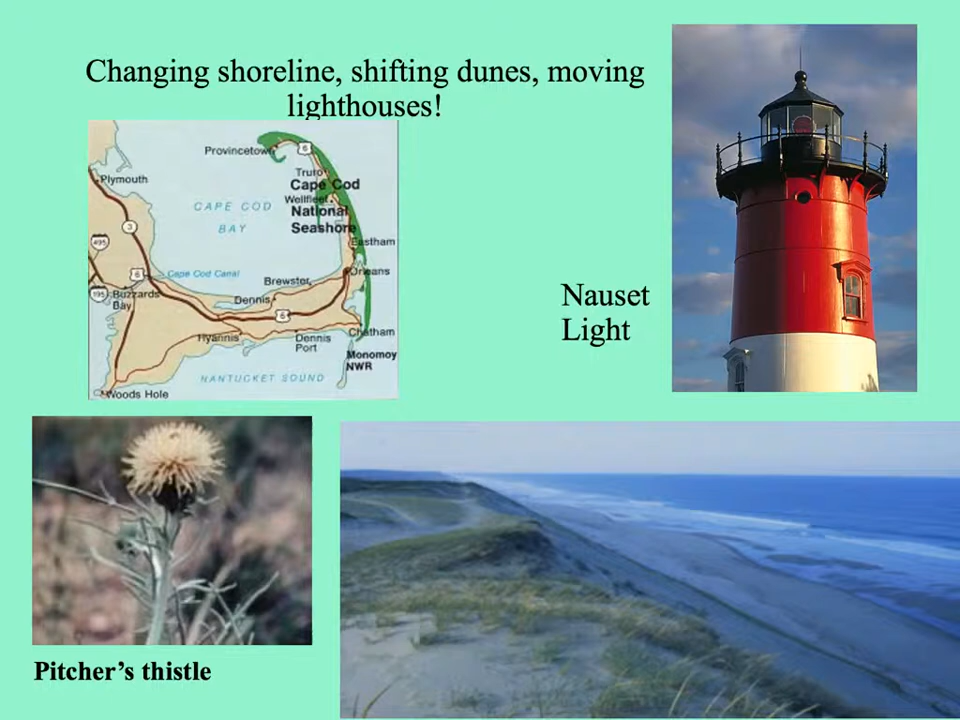 Changing shoreline, shifting dunes, moving
lighthouses!
Provincetown
6
Truro
Cape Cod
Wellfleet
National
Seashore
Plymouth
CAPE COD
BAY
3
495
Eastham
6
Cape Cod Canal
Orleans
Brewster
195
Buzzards
Bay
Dennis
6
Hyannis
Dennis
Port
Chatham
Monomoy
NWR
NANTUCKET SOUND
Woods Hole
Nauset
Light
Pitcher’s thistle